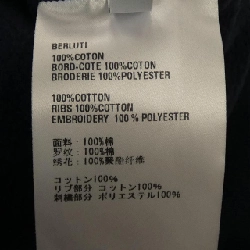 BERLUTI
100%COTON
BORD-COTE 100%COTON
BRODERIE 100%POLYESTER
100%COTTON
RIBS 100%COTTON
EMBROIDERY 100% POLYESTER
面料：100%棉
罗纹：100%棉
绣花：100%聚酯纤维
コットン100%
リブ部分 コットン100%
刺繍部分 ポリエステル100%